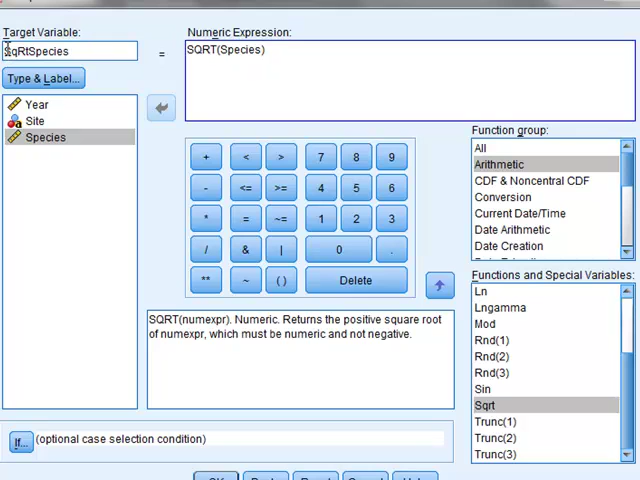 Target Variable:
SqRtSpecies
=
Numeric Expression:
SQRT(Species)
Type & Label...
Year
Site
Species
+ < > 7 8 9
- <= >= 4 5 6
* = ~= 1 2 3
/ & | 0 .
** ~ ( ) Delete
Function group:
All
Arithmetic
CDF & Noncentral CDF
Conversion
Current Date/Time
Date Arithmetic
Date Creation
Functions and Special Variables:
Ln
Lngamma
Mod
Rnd(1)
Rnd(2)
Rnd(3)
Sin
Sqrt
Trunc(1)
Trunc(2)
Trunc(3)
SQRT(numexpr). Numeric. Returns the positive square root
of numexpr, which must be numeric and not negative.
If...
(optional case selection condition)